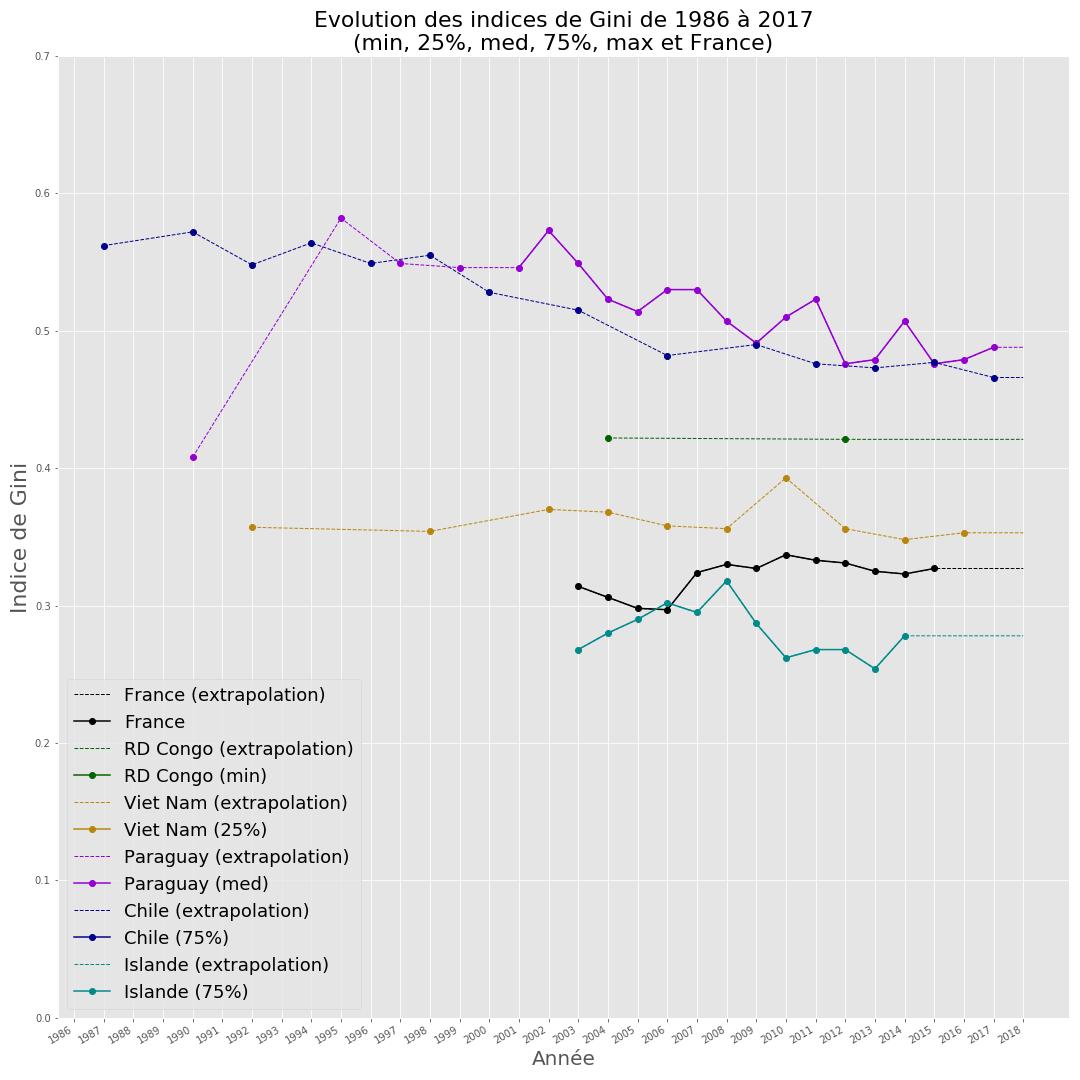 Evolution des indices de Gini de 1986 à 2017
(min, 25%, med, 75%, max et France)
Indice de Gini
0.7
0.6
0.5
0.4
0.3
0.2
0.1
0.0
France (extrapolation)
France
RD Congo (extrapolation)
RD Congo (min)
Viet Nam (extrapolation)
Viet Nam (25%)
Paraguay (extrapolation)
Paraguay (med)
Chile (extrapolation)
Chile (75%)
Islande (extrapolation)
Islande (75%)
1986 1987 1988 1989 1990 1991 1992 1993 1994 1995 1996 1997 1998 1999 2000 2001 2002 2003 2004 2005 2006 2007 2008 2009 2010 2011 2012 2013 2014 2015 2016 2017 2018
Année